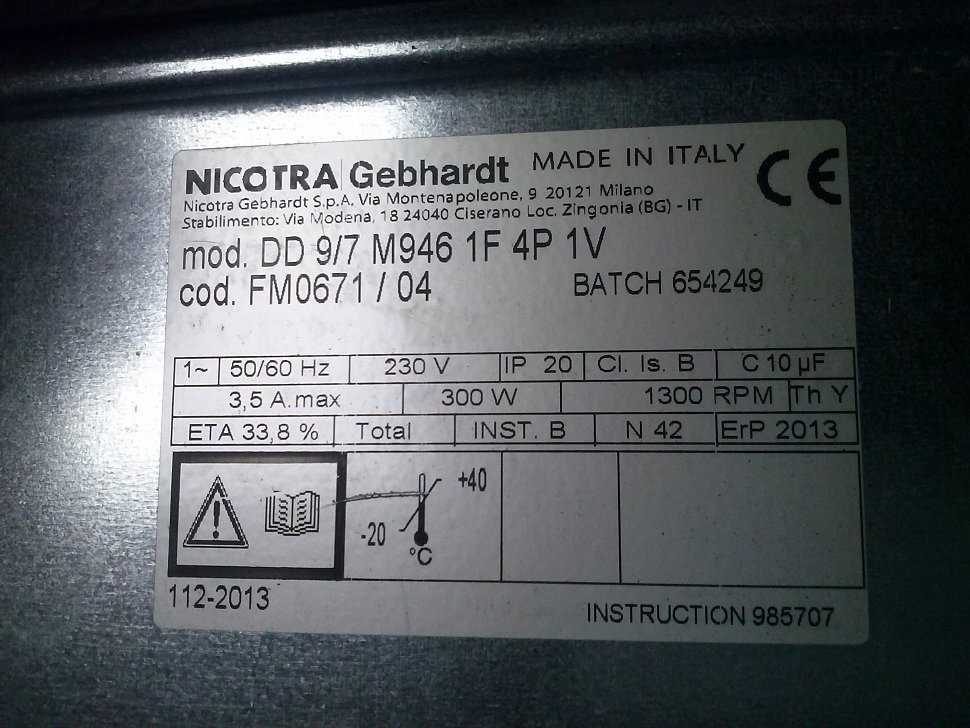 NICOTRA Gebhardt MADE IN ITALY CE
Nicotra Gebhardt S.p.A. Via Montenapoleone, 9 20121 Milano
Stabilimento: Via Modena, 18 24040 Ciserano Loc. Zingonia (BG) - IT
mod. DD 9/7 M946 1F 4P 1V
cod. FM0671 / 04 BATCH 654249
1~ 50/60 Hz 230 V IP 20 Cl. Is. B C 10 µF
3,5 A.max 300 W 1300 RPM Th Y
ETA 33,8 % Total INST. B N 42 ErP 2013
+40
-20
°C
112-2013 INSTRUCTION 985707